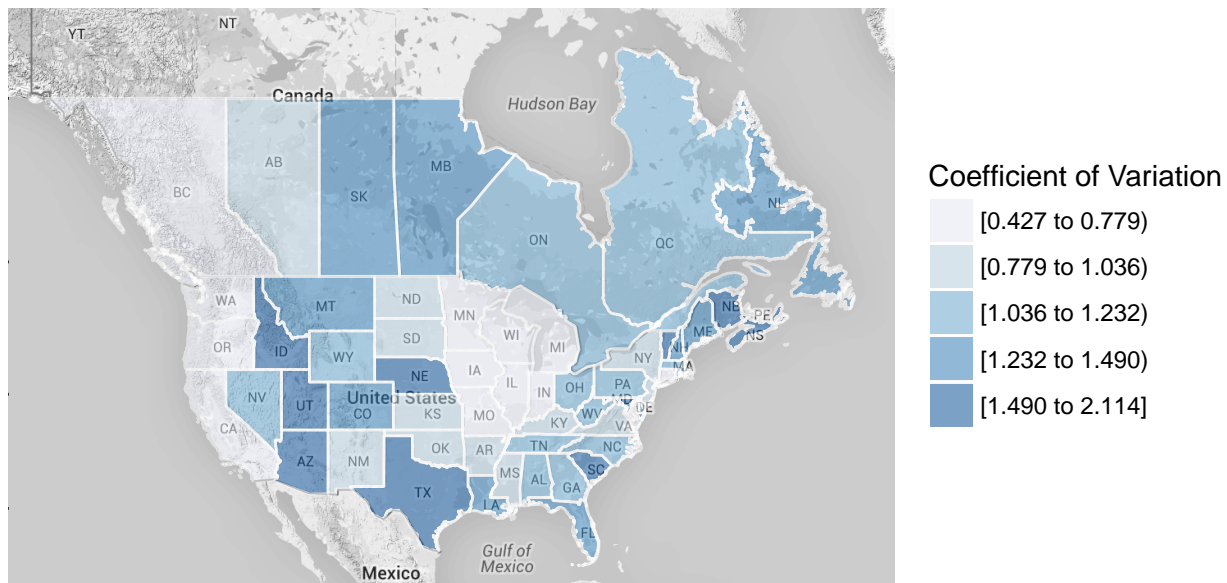 YT
NT
Canada
Hudson Bay
AB
MB
BC
SK
NL
ON
QC
WA
MT
ND
MN
NB
PE
OR
ID
WY
SD
WI
MI
NY
ME
NS
NH
MA
NV
UT
NE
IA
IL
IN
OH
PA
MD
DE
United States
CA
CO
KS
MO
KY
WV
VA
AZ
NM
OK
AR
TN
NC
TX
MS
AL
GA
SC
LA
FL
Gulf of
Mexico
Mexico
Coefficient of Variation
[0.427 to 0.779)
[0.779 to 1.036)
[1.036 to 1.232)
[1.232 to 1.490)
[1.490 to 2.114]